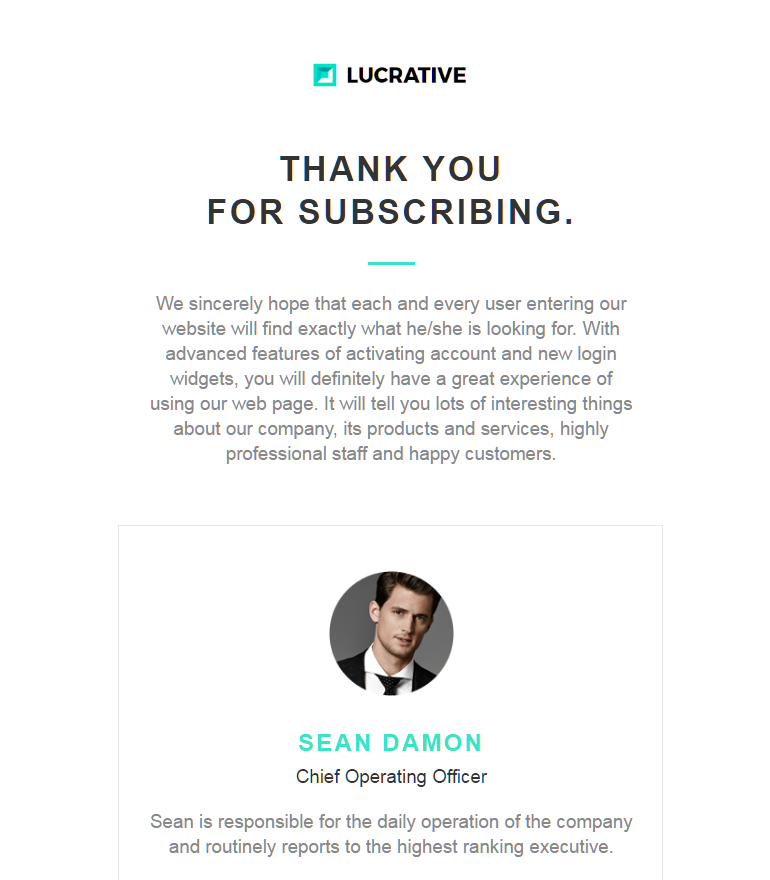 LUCRATIVE
THANK YOU
FOR SUBSCRIBING.
We sincerely hope that each and every user entering our
website will find exactly what he/she is looking for. With
advanced features of activating account and new login
widgets, you will definitely have a great experience of
using our web page. It will tell you lots of interesting things
about our company, its products and services, highly
professional staff and happy customers.
SEAN DAMON
Chief Operating Officer
Sean is responsible for the daily operation of the company
and routinely reports to the highest ranking executive.